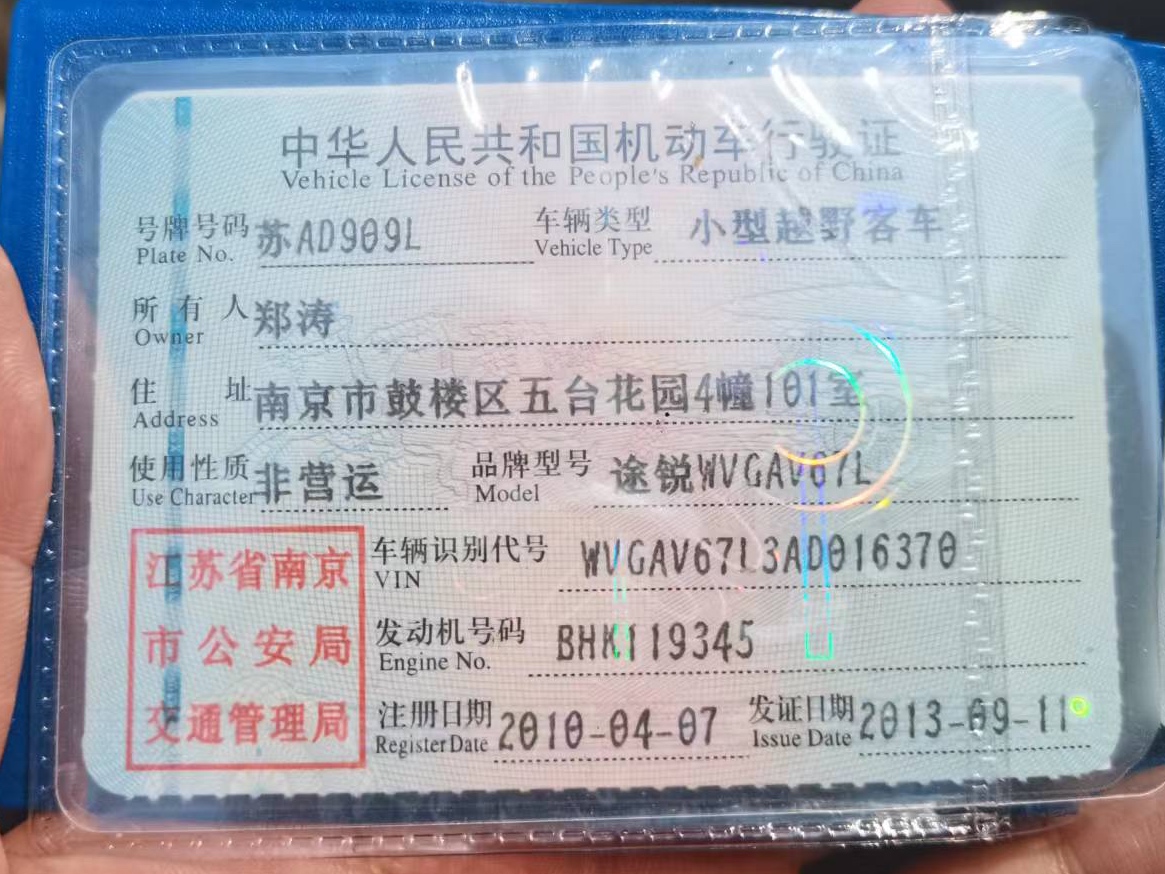 中华人民共和国机动车行驶证
Vehicle License of the People's Republic of China
号牌号码 苏AD909L 车辆类型 小型越野客车
Plate No. Vehicle Type
所有人 郑涛
Owner
住址 南京市鼓楼区五台花园4幢101室
Address
使用性质 非营运 品牌型号 途锐WVGAV67L
Use Character Model
江苏省南京
市公安局
交通管理局
车辆识别代号 WVGAV67L3AD016370
VIN
发动机号码 BHK119345
Engine No.
注册日期 2010-04-07 发证日期 2013-09-11
Register Date Issue Date